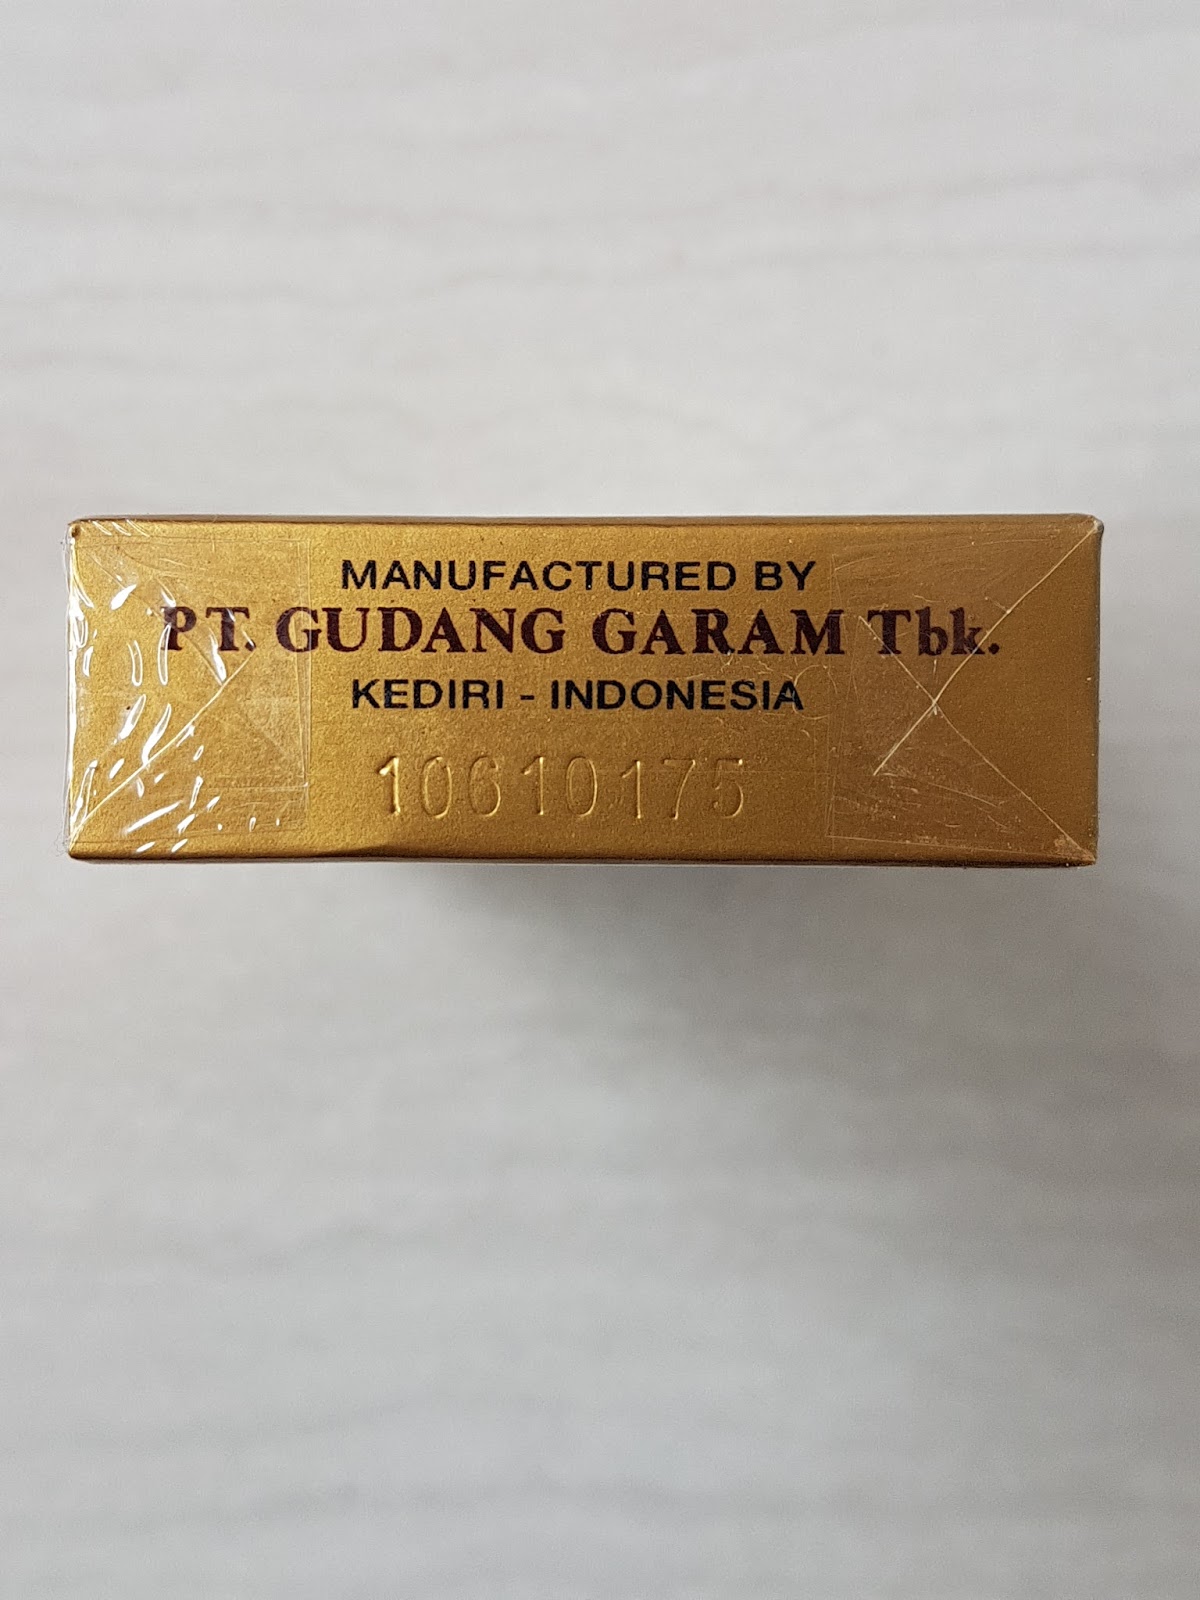 MANUFACTURED BY
PT. GUDANG GARAM Tbk.
KEDIRI - INDONESIA
10610175